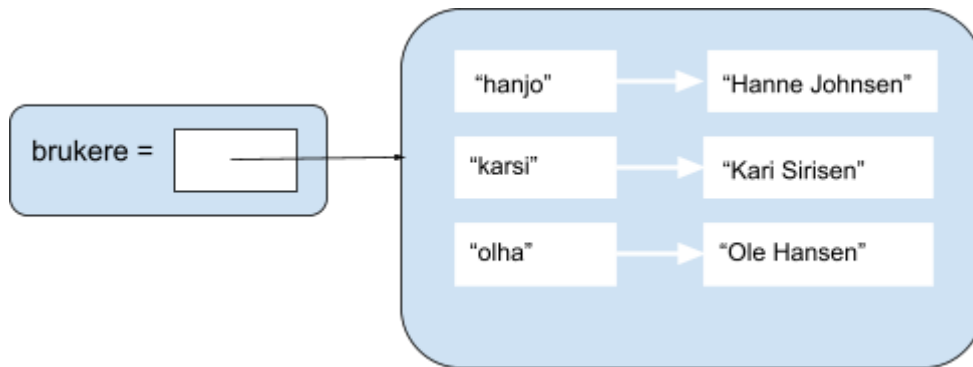 “hanjo” “Hanne Johnsen”
brukere =
“karsi” “Kari Sirisen”
“olha” “Ole Hansen”